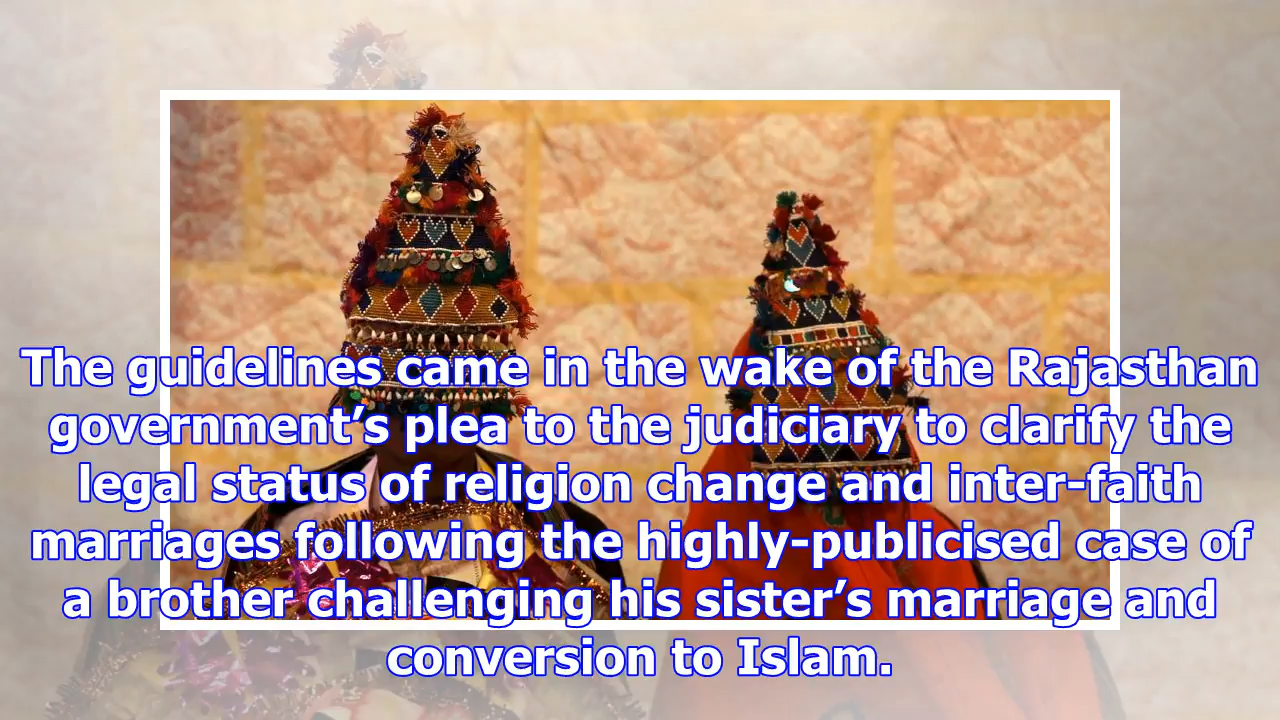 The guidelines came in the wake of the Rajasthan
government’s plea to the judiciary to clarify the
legal status of religion change and inter-faith
marriages following the highly-publicised case of
a brother challenging his sister’s marriage and
conversion to Islam.